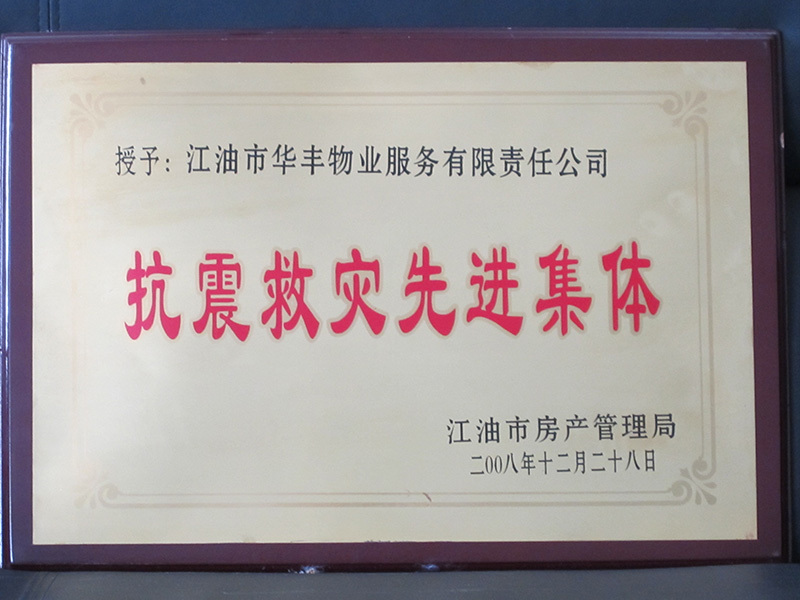 授予：江油市华丰物业服务有限责任公司
抗震救灾先进集体
江油市房产管理局
二00八年十二月二十八日